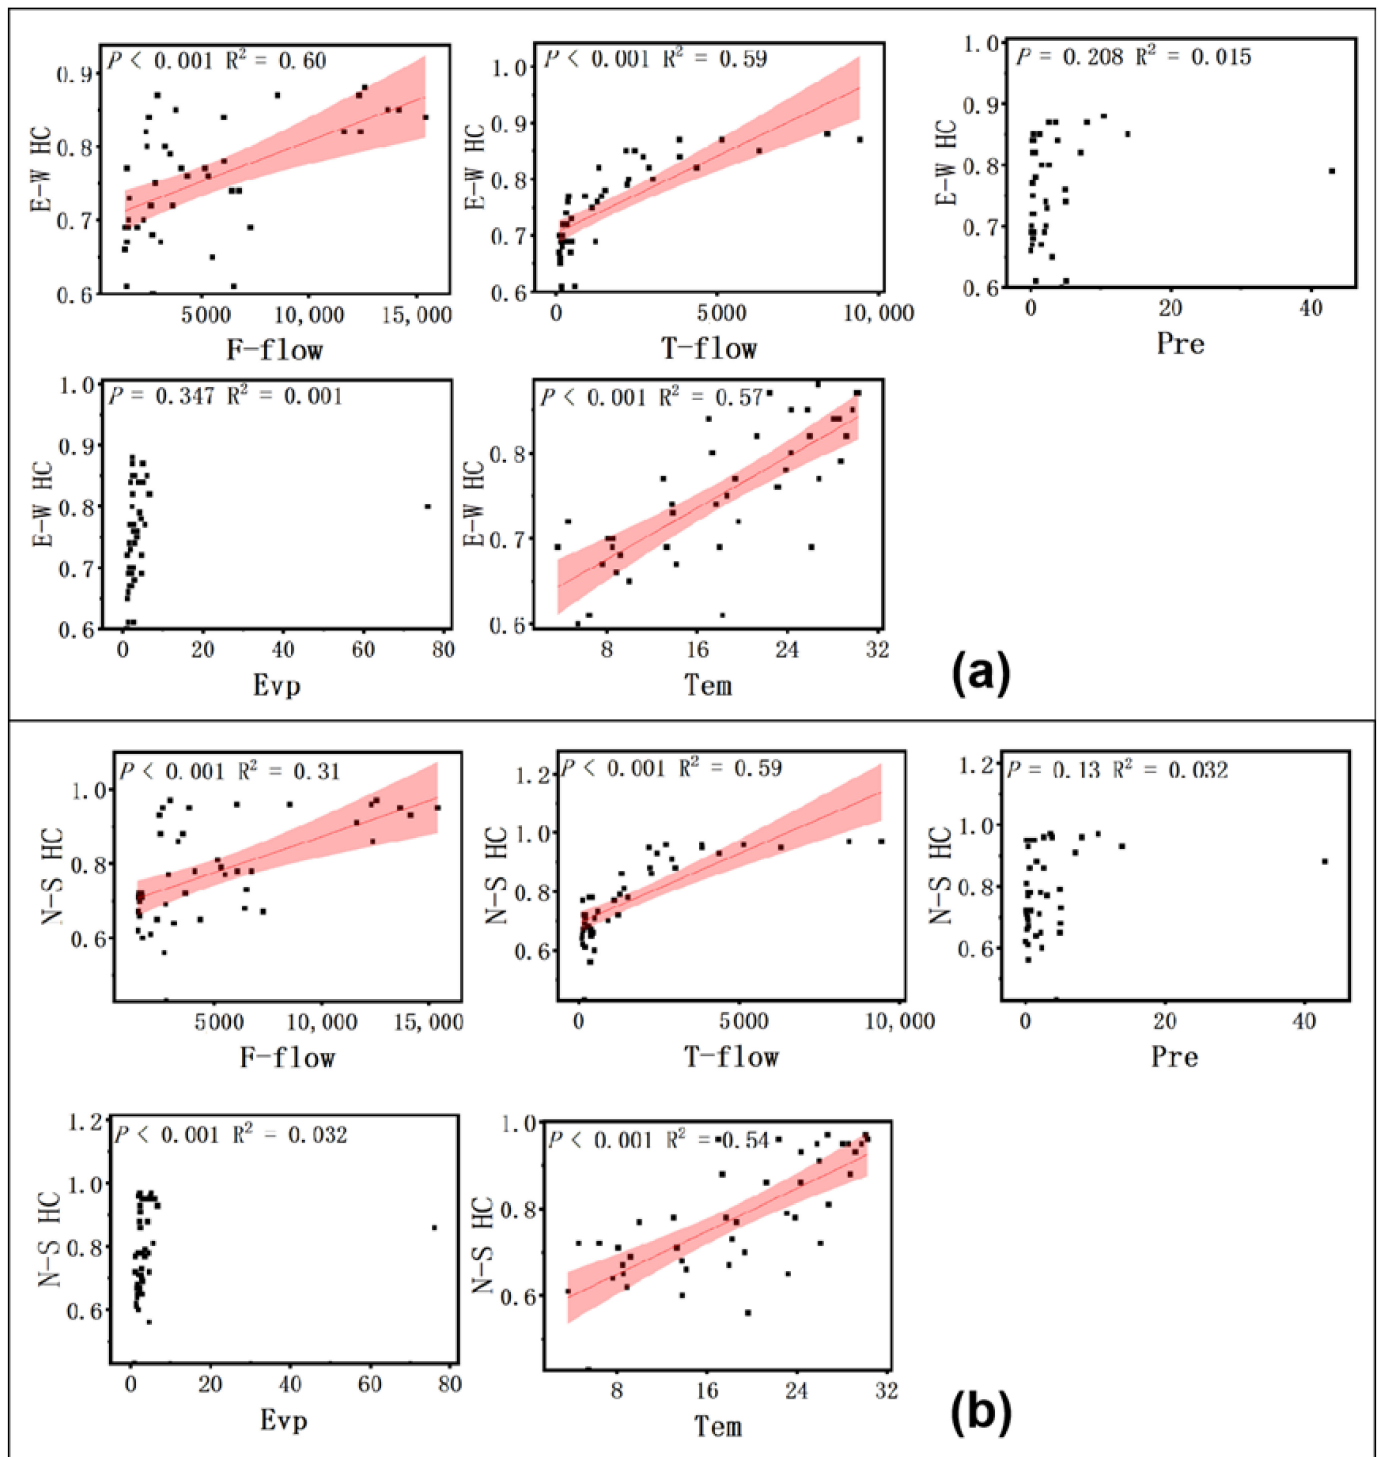 P < 0.001 R² = 0.60
E-W HC
0.9
0.8
0.7
0.6
5000 10,000 15,000
F-flow
P < 0.001 R² = 0.59
E-W HC
1.0
0.9
0.8
0.7
0.6
0 5000 10,000
T-flow
P = 0.208 R² = 0.015
E-W HC
1.0
0.9
0.8
0.7
0.6
0 20 40
Pre
P = 0.347 R² = 0.001
E-W HC
1.0
0.9
0.8
0.7
0.6
0 20 40 60 80
Evp
P < 0.001 R² = 0.57
E-W HC
0.8
0.7
0.6
8 16 24 32
Tem
(a)
P < 0.001 R² = 0.31
N-S HC
1.0
0.8
0.6
5000 10,000 15,000
F-flow
P < 0.001 R² = 0.59
N-S HC
1.2
1.0
0.8
0.6
0 5000 10,000
T-flow
P = 0.13 R² = 0.032
N-S HC
1.2
1.0
0.8
0.6
0 20 40
Pre
P < 0.001 R² = 0.032
N-S HC
1.2
1.0
0.8
0.6
0 20 40 60 80
Evp
P < 0.001 R² = 0.54
N-S HC
1.0
0.8
0.6
8 16 24 32
Tem
(b)